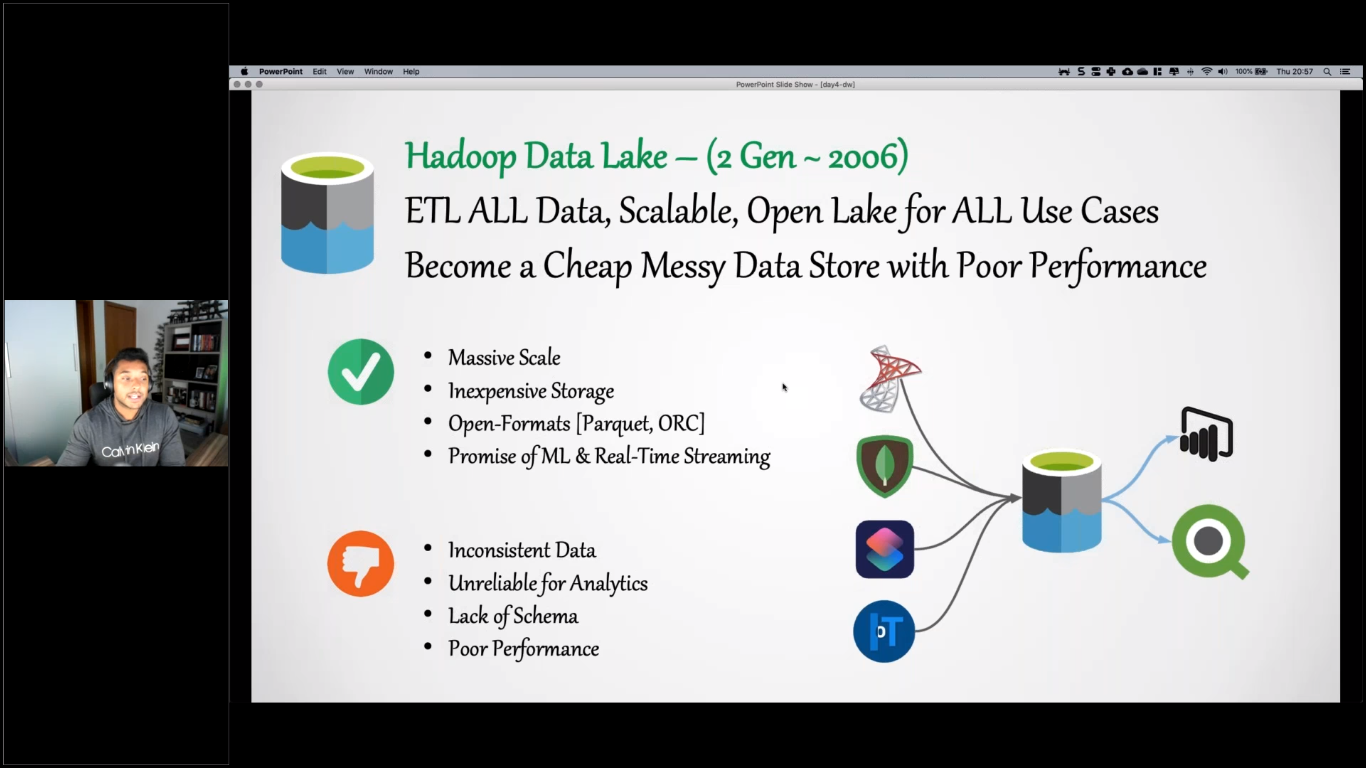 PowerPoint Edit View Window Help
100% Thu 20:57
PowerPoint Slide Show - [day4-dw]
Hadoop Data Lake – (2 Gen ~ 2006)
ETL ALL Data, Scalable, Open Lake for ALL Use Cases
Become a Cheap Messy Data Store with Poor Performance
• Massive Scale
• Inexpensive Storage
• Open-Formats [Parquet, ORC]
• Promise of ML & Real-Time Streaming
• Inconsistent Data
• Unreliable for Analytics
• Lack of Schema
• Poor Performance
IoT
Calvin Klein